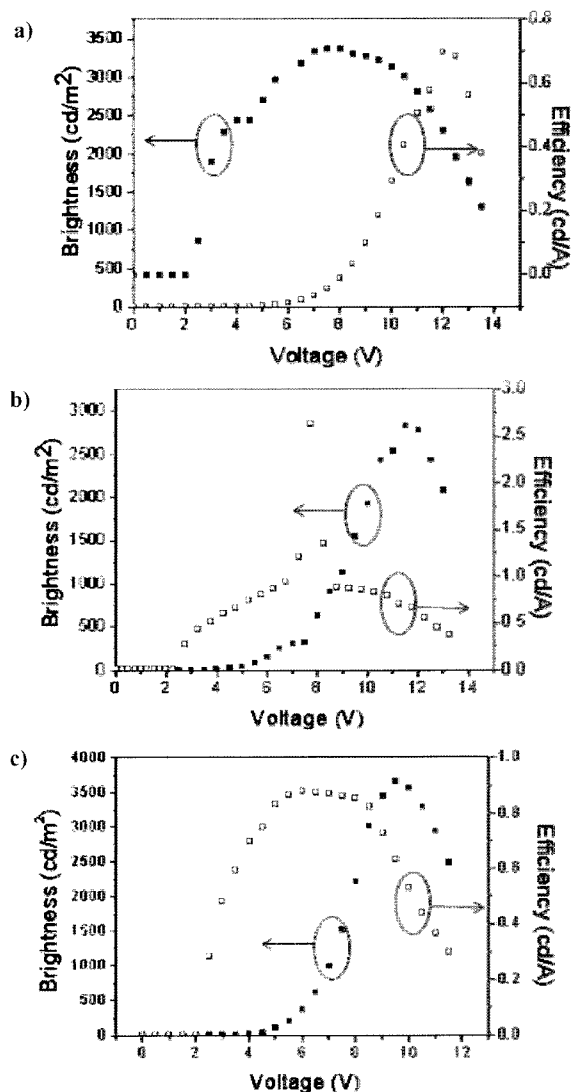 a)
Brightness (cd/m²)
3500
3000
2500
2000
1500
1000
500
0
0.8
0.6
0.4
0.2
0.0
Efficiency (cd/A)
0 2 4 6 8 10 12 14
Voltage (V)
b)
Brightness (cd/m²)
3000
2500
2000
1500
1000
500
0
3.0
2.5
2.0
1.5
1.0
0.5
0.0
Efficiency (cd/A)
0 2 4 6 8 10 12 14
Voltage (V)
c)
Brightness (cd/m²)
4000
3500
3000
2500
2000
1500
1000
500
0
1.0
0.8
0.6
0.4
0.2
0.0
Efficiency (cd/A)
0 2 4 6 8 10 12
Voltage (V)